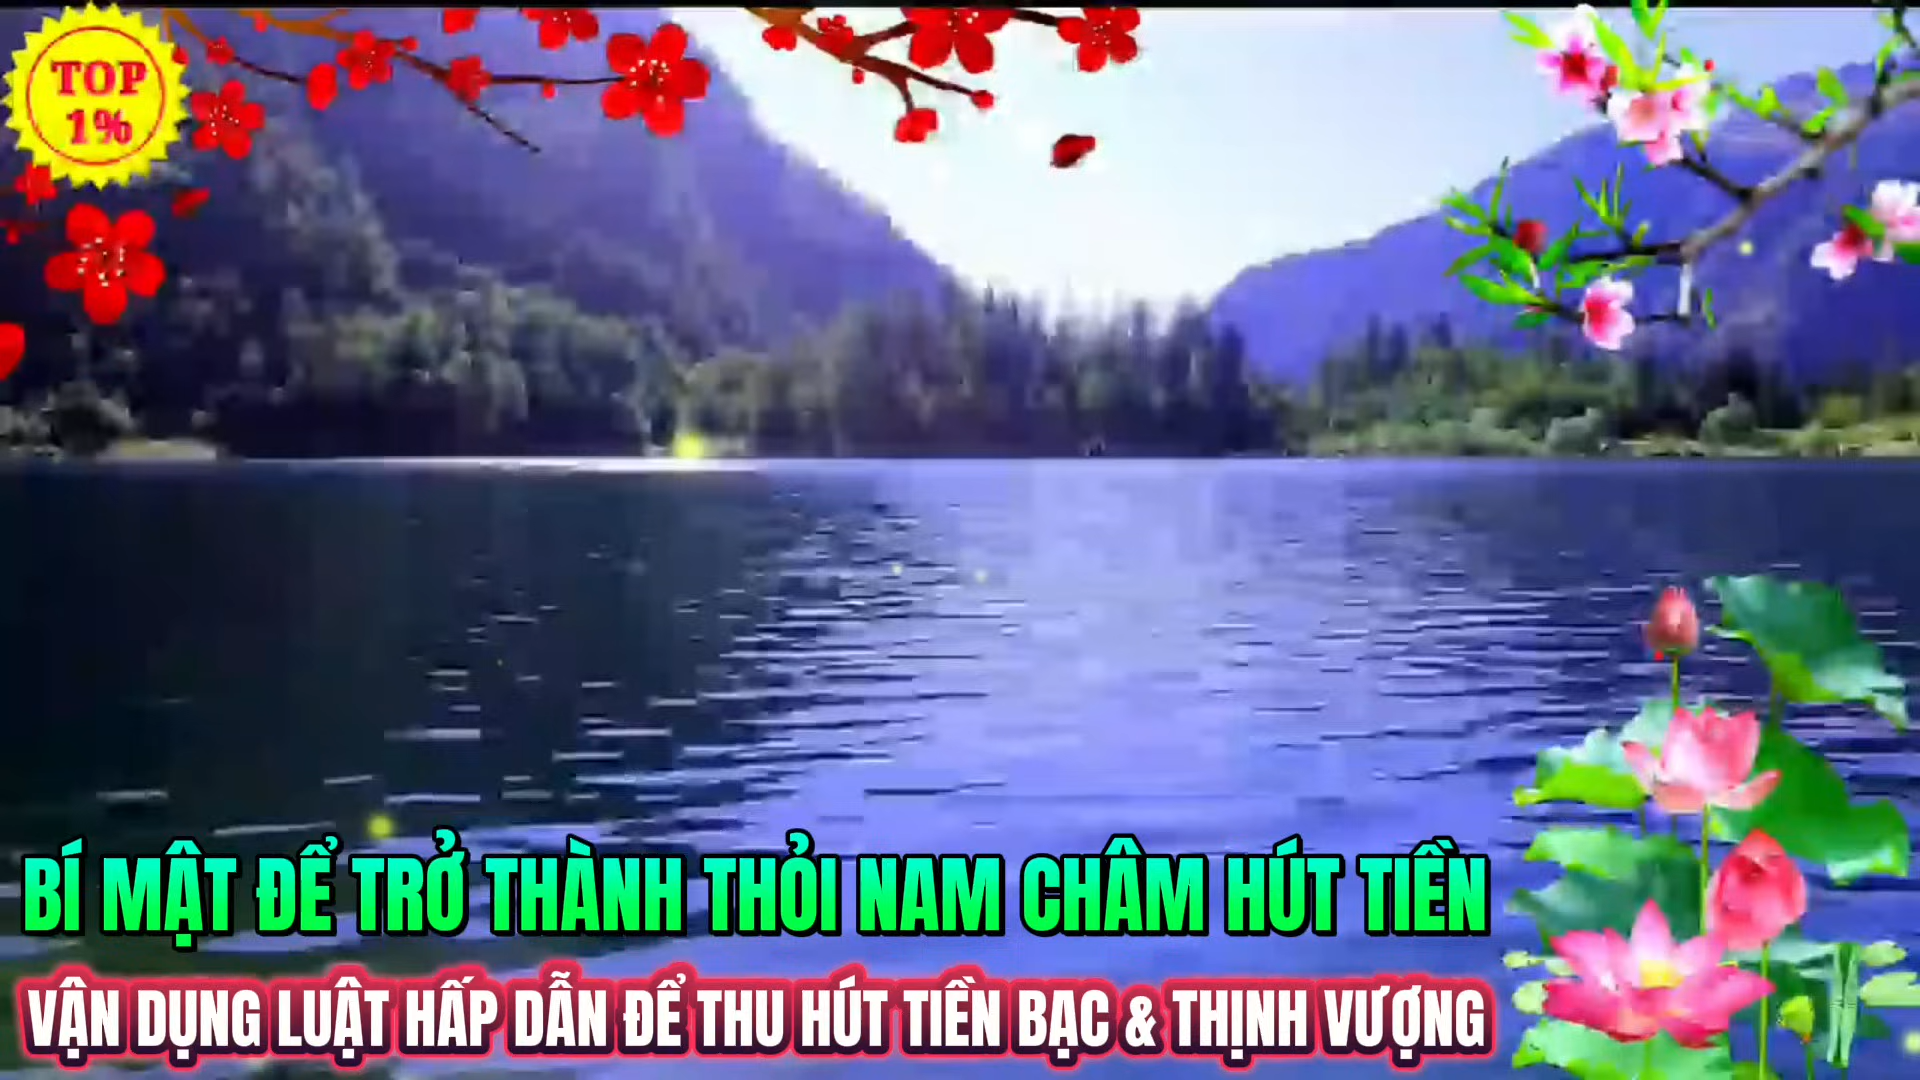 TOP
1%
BÍ MẬT ĐỂ TRỞ THÀNH THỎI NAM CHÂM HÚT TIỀN
VẬN DỤNG LUẬT HẤP DẪN ĐỂ THU HÚT TIỀN BẠC & THỊNH VƯỢNG